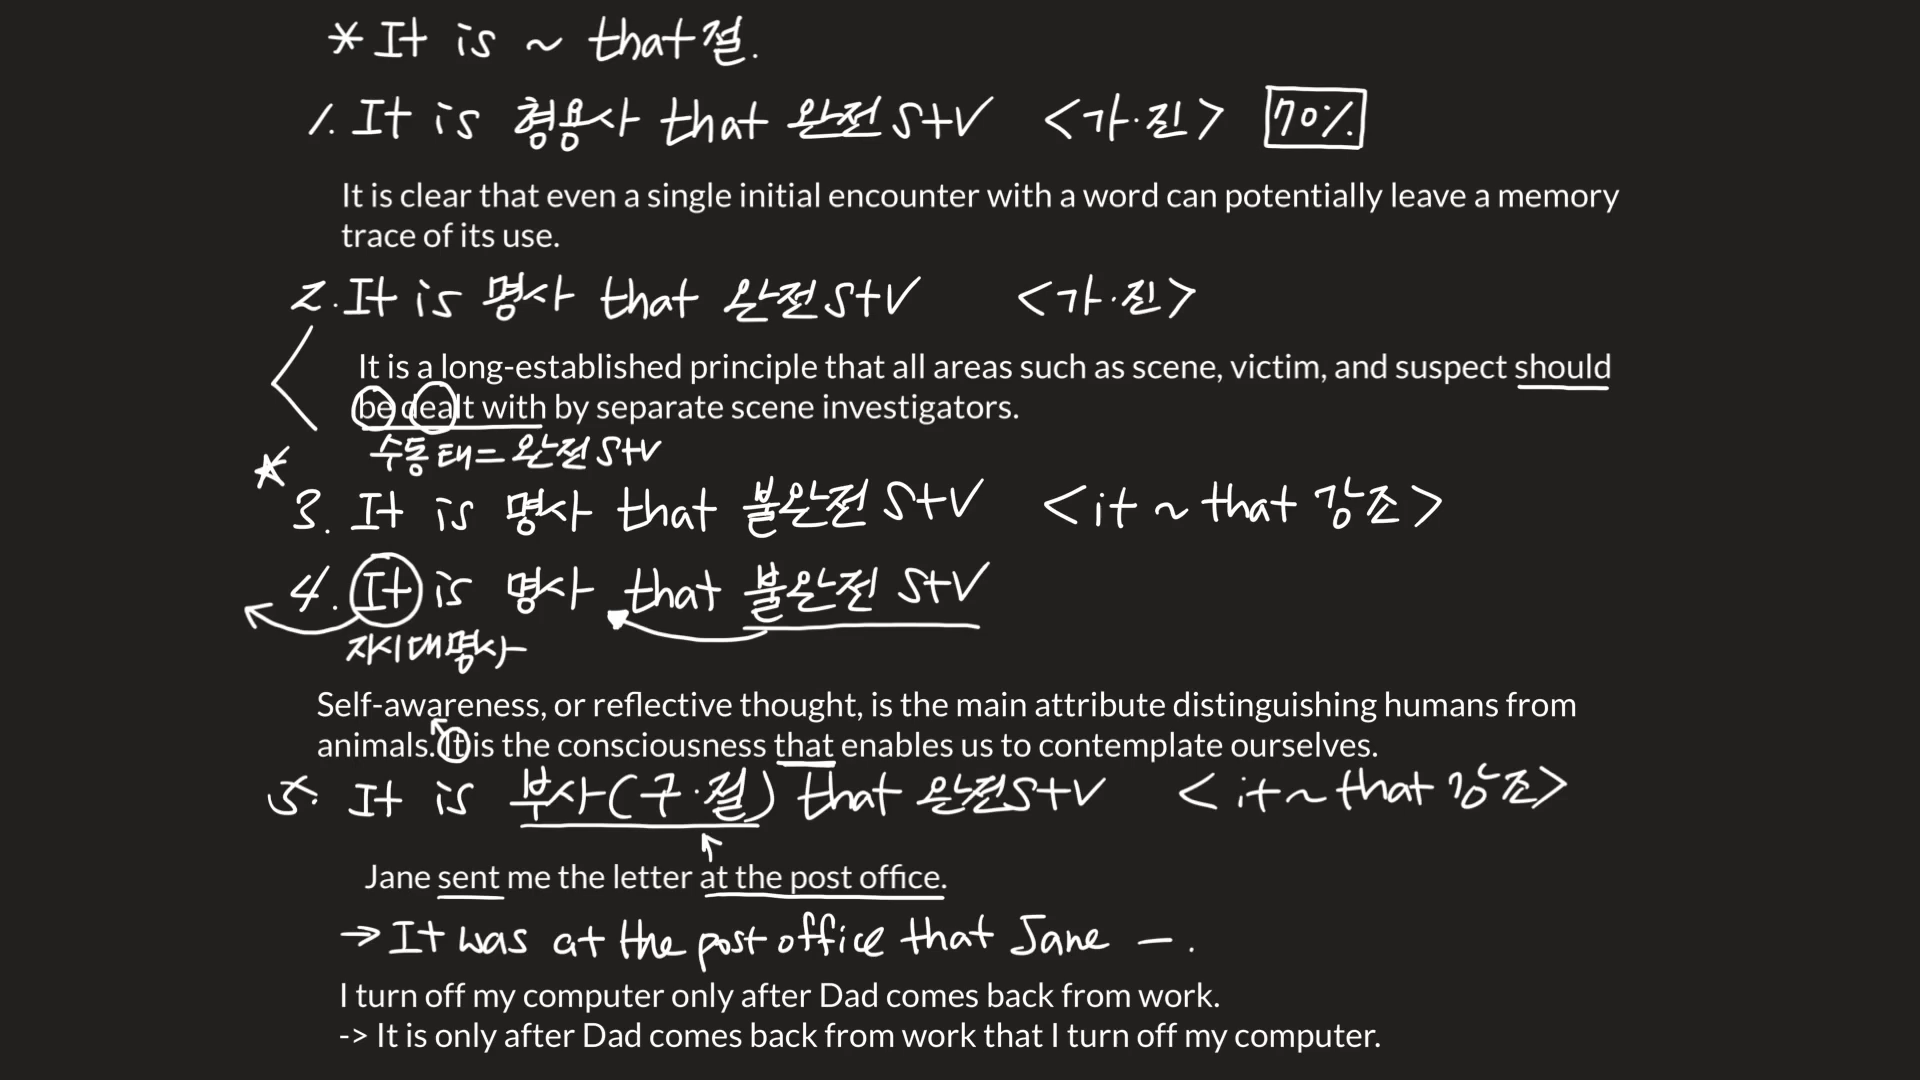 * It is ~ that절.
1. It is 형용사 that 완전 S+V <가·진> 70%
It is clear that even a single initial encounter with a word can potentially leave a memory
trace of its use.
2. It is 명사 that 완전 S+V <가·진>
It is a long-established principle that all areas such as scene, victim, and suspect should
be dealt with by separate scene investigators.
수동태 = 완전 S+V
3. It is 명사 that 불완전 S+V <it ~ that 강조>
4. It is 명사 that 불완전 S+V
지시대명사
Self-awareness, or reflective thought, is the main attribute distinguishing humans from
animals. It is the consciousness that enables us to contemplate ourselves.
5. It is 부사(구·절) that 완전 S+V <it ~ that 강조>
Jane sent me the letter at the post office.
→ It was at the post office that Jane ー.
I turn off my computer only after Dad comes back from work.
-> It is only after Dad comes back from work that I turn off my computer.